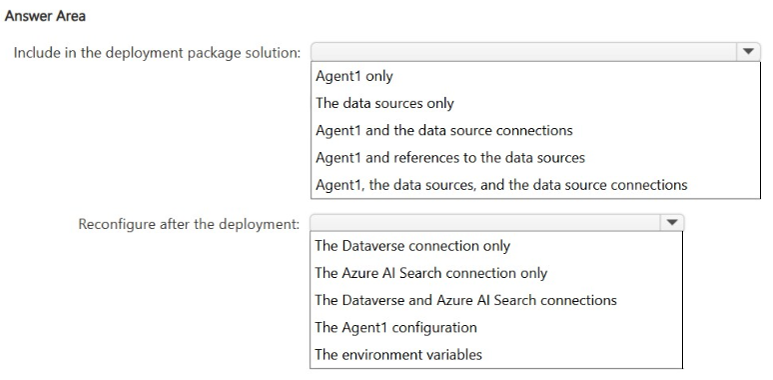 Answer Area
Include in the deployment package solution:
Agent1 only
The data sources only
Agent1 and the data source connections
Agent1 and references to the data sources
Agent1, the data sources, and the data source connections
Reconfigure after the deployment:
The Dataverse connection only
The Azure AI Search connection only
The Dataverse and Azure AI Search connections
The Agent1 configuration
The environment variables